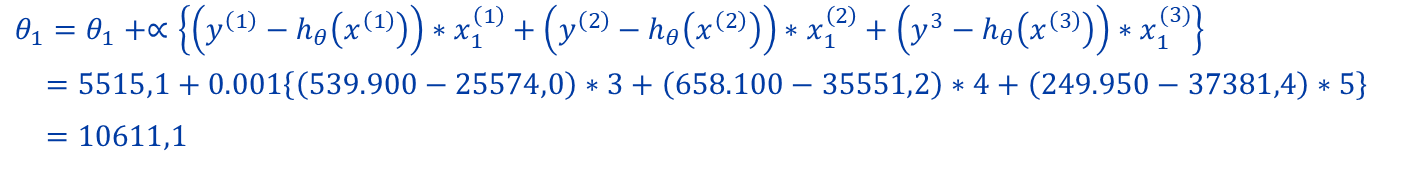 θ₁ = θ₁ +∝ {(y⁽¹⁾ − h_θ(x⁽¹⁾)) ∗ x₁⁽¹⁾ + (y⁽²⁾ − h_θ(x⁽²⁾)) ∗ x₁⁽²⁾ + (y³ − h_θ(x⁽³⁾)) ∗ x₁⁽³⁾}
= 5515,1 + 0.001{(539.900 − 25574,0) ∗ 3 + (658.100 − 35551,2) ∗ 4 + (249.950 − 37381,4) ∗ 5}
= 10611,1